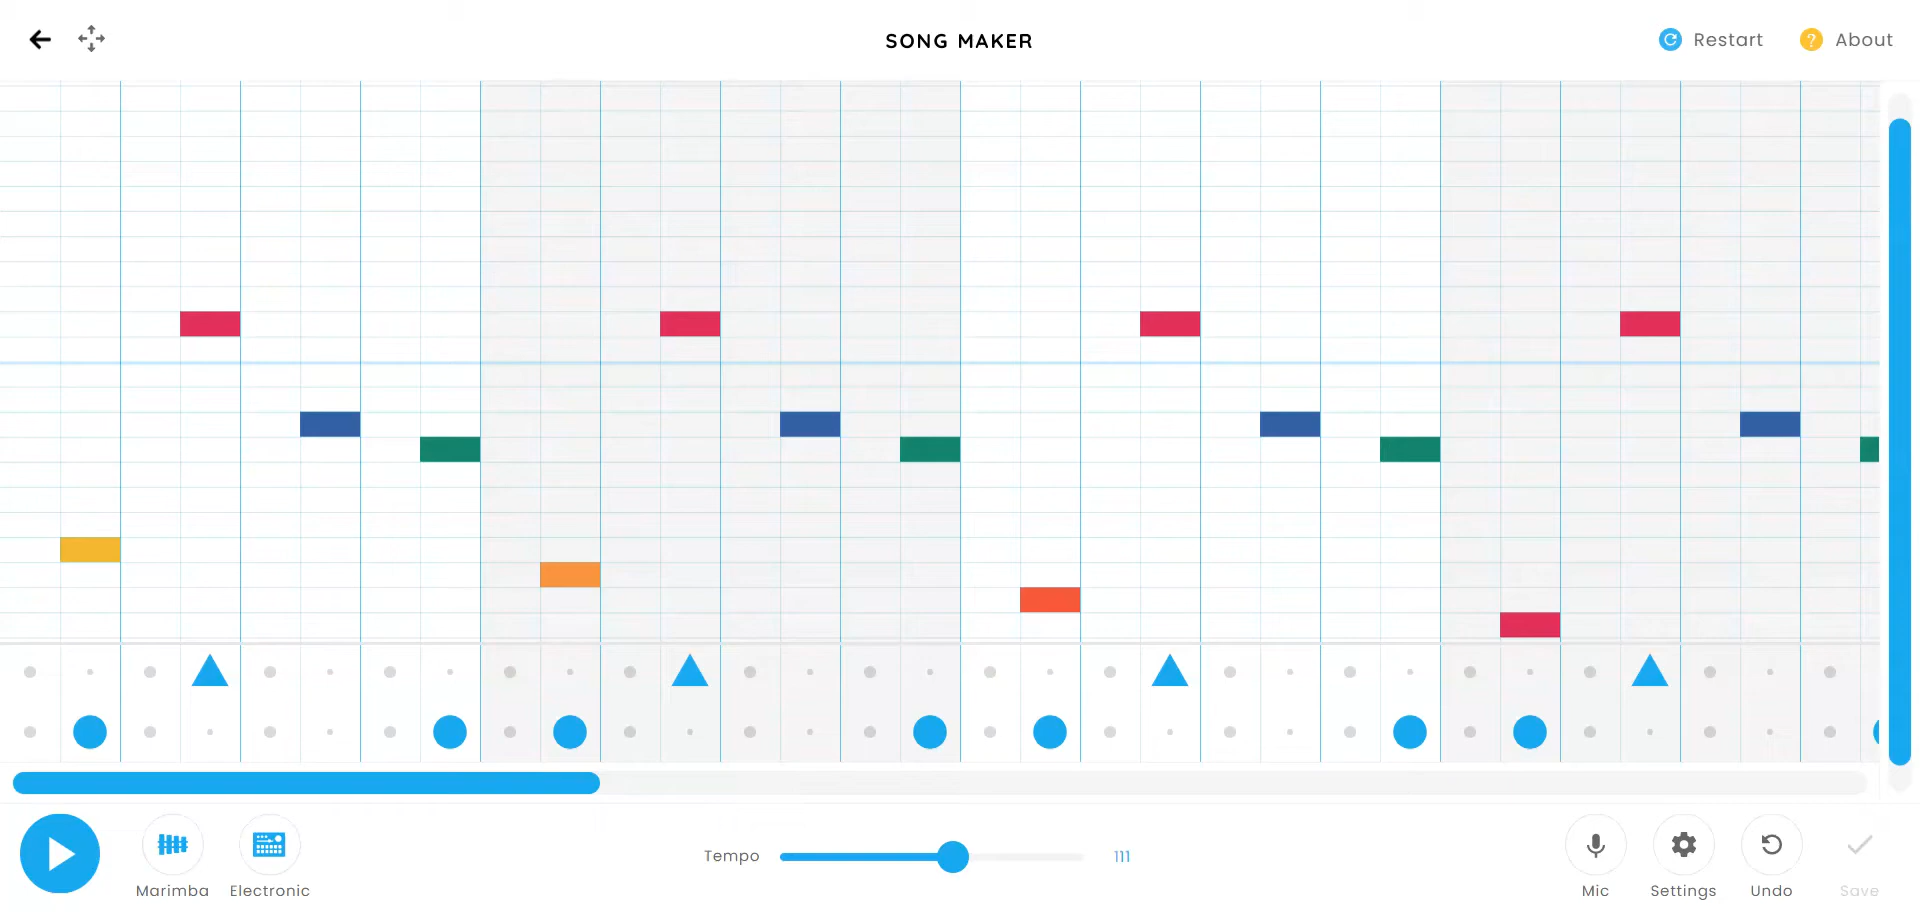 SONG MAKER
Restart
? About
Marimba
Electronic
Tempo
111
Mic
Settings
Undo
Save